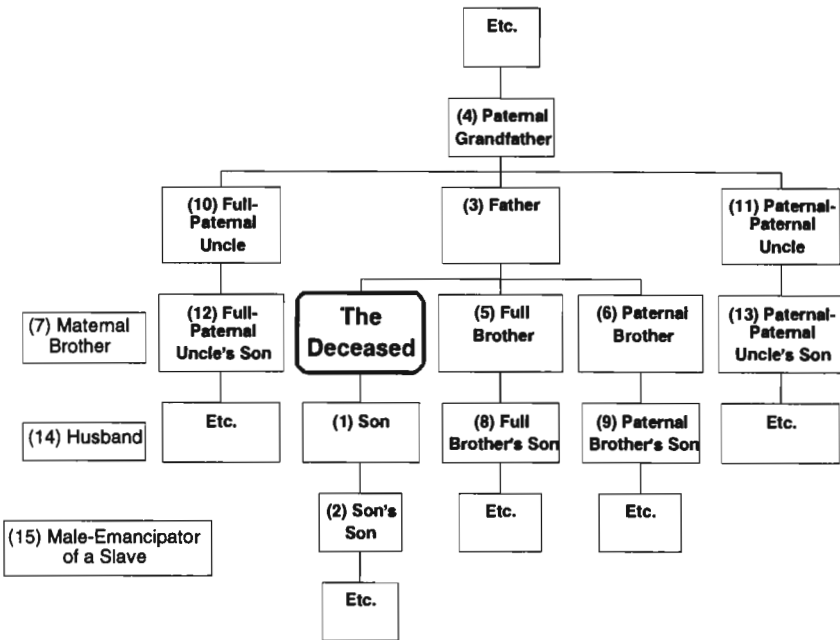 Etc.
(4) Paternal
Grandfather
(10) Full-
Paternal
Uncle
(3) Father
(11) Paternal-
Paternal
Uncle
(7) Maternal
Brother
(12) Full-
Paternal
Uncle's Son
The
Deceased
(5) Full
Brother
(6) Paternal
Brother
(13) Paternal-
Paternal
Uncle's Son
(14) Husband
Etc.
(1) Son
(8) Full
Brother's Son
(9) Paternal
Brother's Son
Etc.
(15) Male-Emancipator
of a Slave
(2) Son's
Son
Etc.
Etc.
Etc.